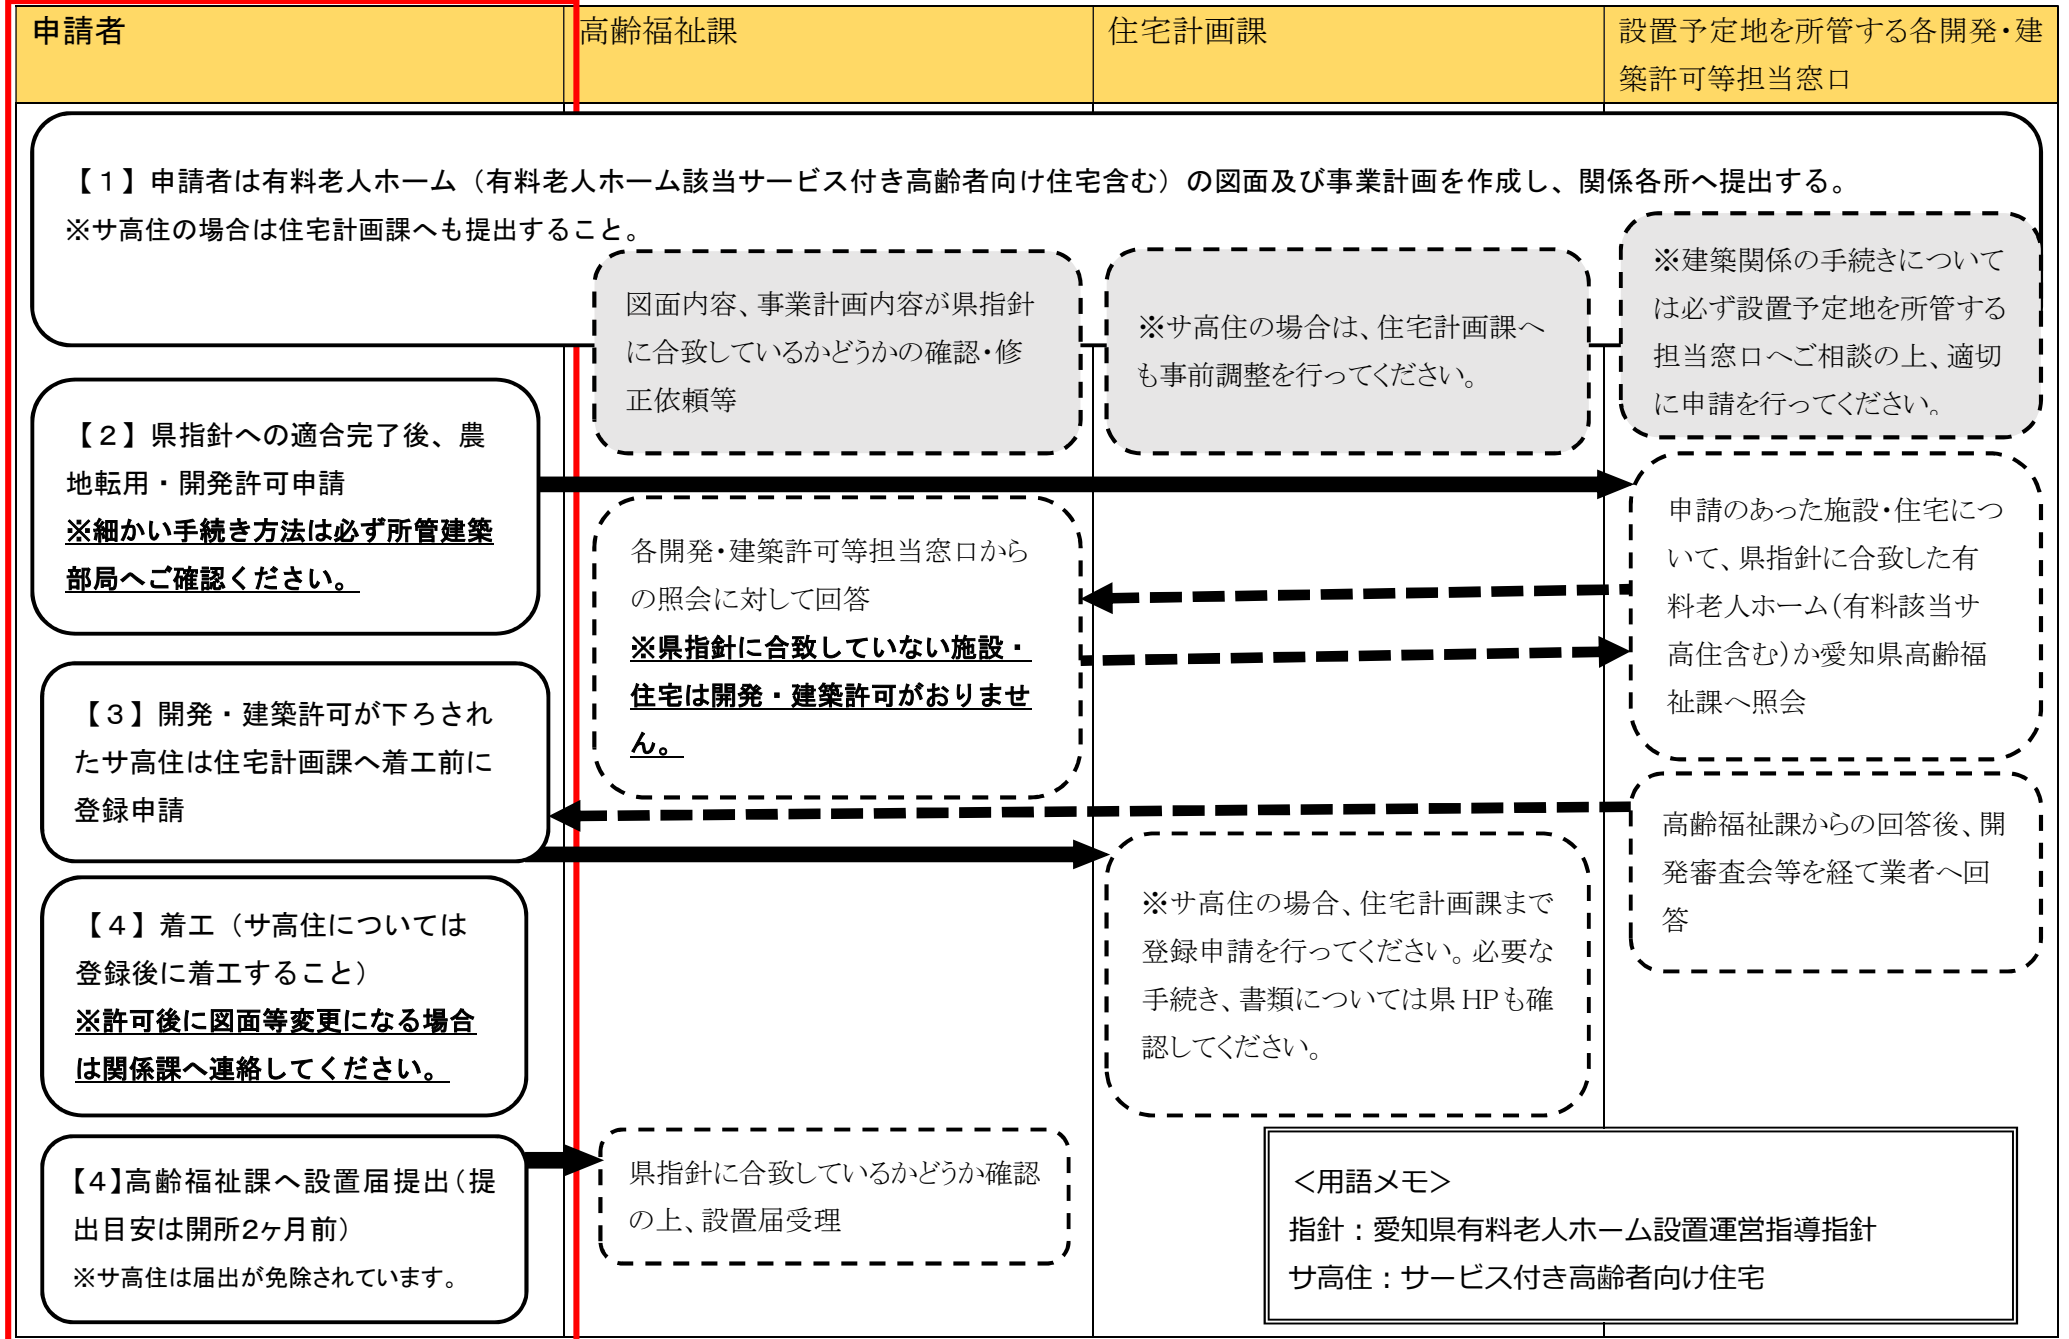 申請者
高齢福祉課
住宅計画課
設置予定地を所管する各開発・建
築許可等担当窓口
【１】申請者は有料老人ホーム（有料老人ホーム該当サービス付き高齢者向け住宅含む）の図面及び事業計画を作成し、関係各所へ提出する。
※サ高住の場合は住宅計画課へも提出すること。
図面内容、事業計画内容が県指針
に合致しているかどうかの確認・修
正依頼等
※サ高住の場合は、住宅計画課へ
も事前調整を行ってください。
※建築関係の手続きについて
は必ず設置予定地を所管する
担当窓口へご相談の上、適切
に申請を行ってください。
【２】県指針への適合完了後、農
地転用・開発許可申請
※細かい手続き方法は必ず所管建築
部局へご確認ください。
各開発・建築許可等担当窓口から
の照会に対して回答
※県指針に合致していない施設・
住宅は開発・建築許可がおりませ
ん。
申請のあった施設・住宅につ
いて、県指針に合致した有
料老人ホーム（有料該当サ
高住含む）か愛知県高齢福
祉課へ照会
【３】開発・建築許可が下ろされ
たサ高住は住宅計画課へ着工前に
登録申請
高齢福祉課からの回答後、開
発審査会等を経て業者へ回
答
※サ高住の場合、住宅計画課まで
登録申請を行ってください。必要な
手続き、書類については県HPも確
認してください。
【４】着工（サ高住については
登録後に着工すること）
※許可後に図面等変更になる場合
は関係課へ連絡してください。
【４】高齢福祉課へ設置届提出（提
出目安は開所２ヶ月前）
※サ高住は届出が免除されています。
県指針に合致しているかどうか確認
の上、設置届受理
＜用語メモ＞
指針：愛知県有料老人ホーム設置運営指導指針
サ高住：サービス付き高齢者向け住宅